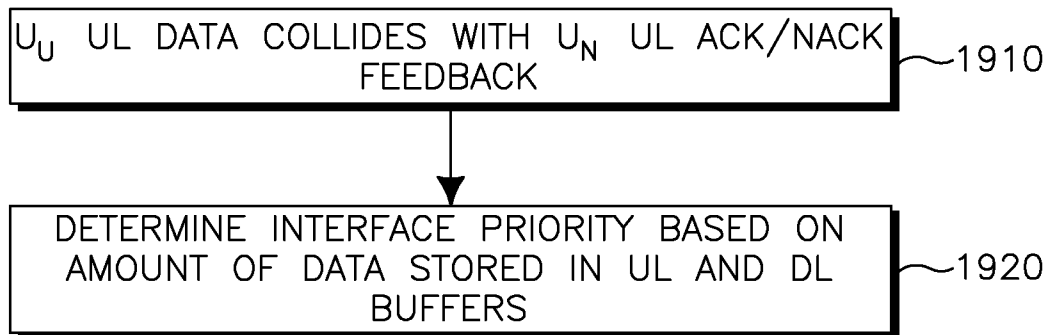 U_U UL DATA COLLIDES WITH U_N UL ACK/NACK
FEEDBACK
1910
DETERMINE INTERFACE PRIORITY BASED ON
AMOUNT OF DATA STORED IN UL AND DL
BUFFERS
1920